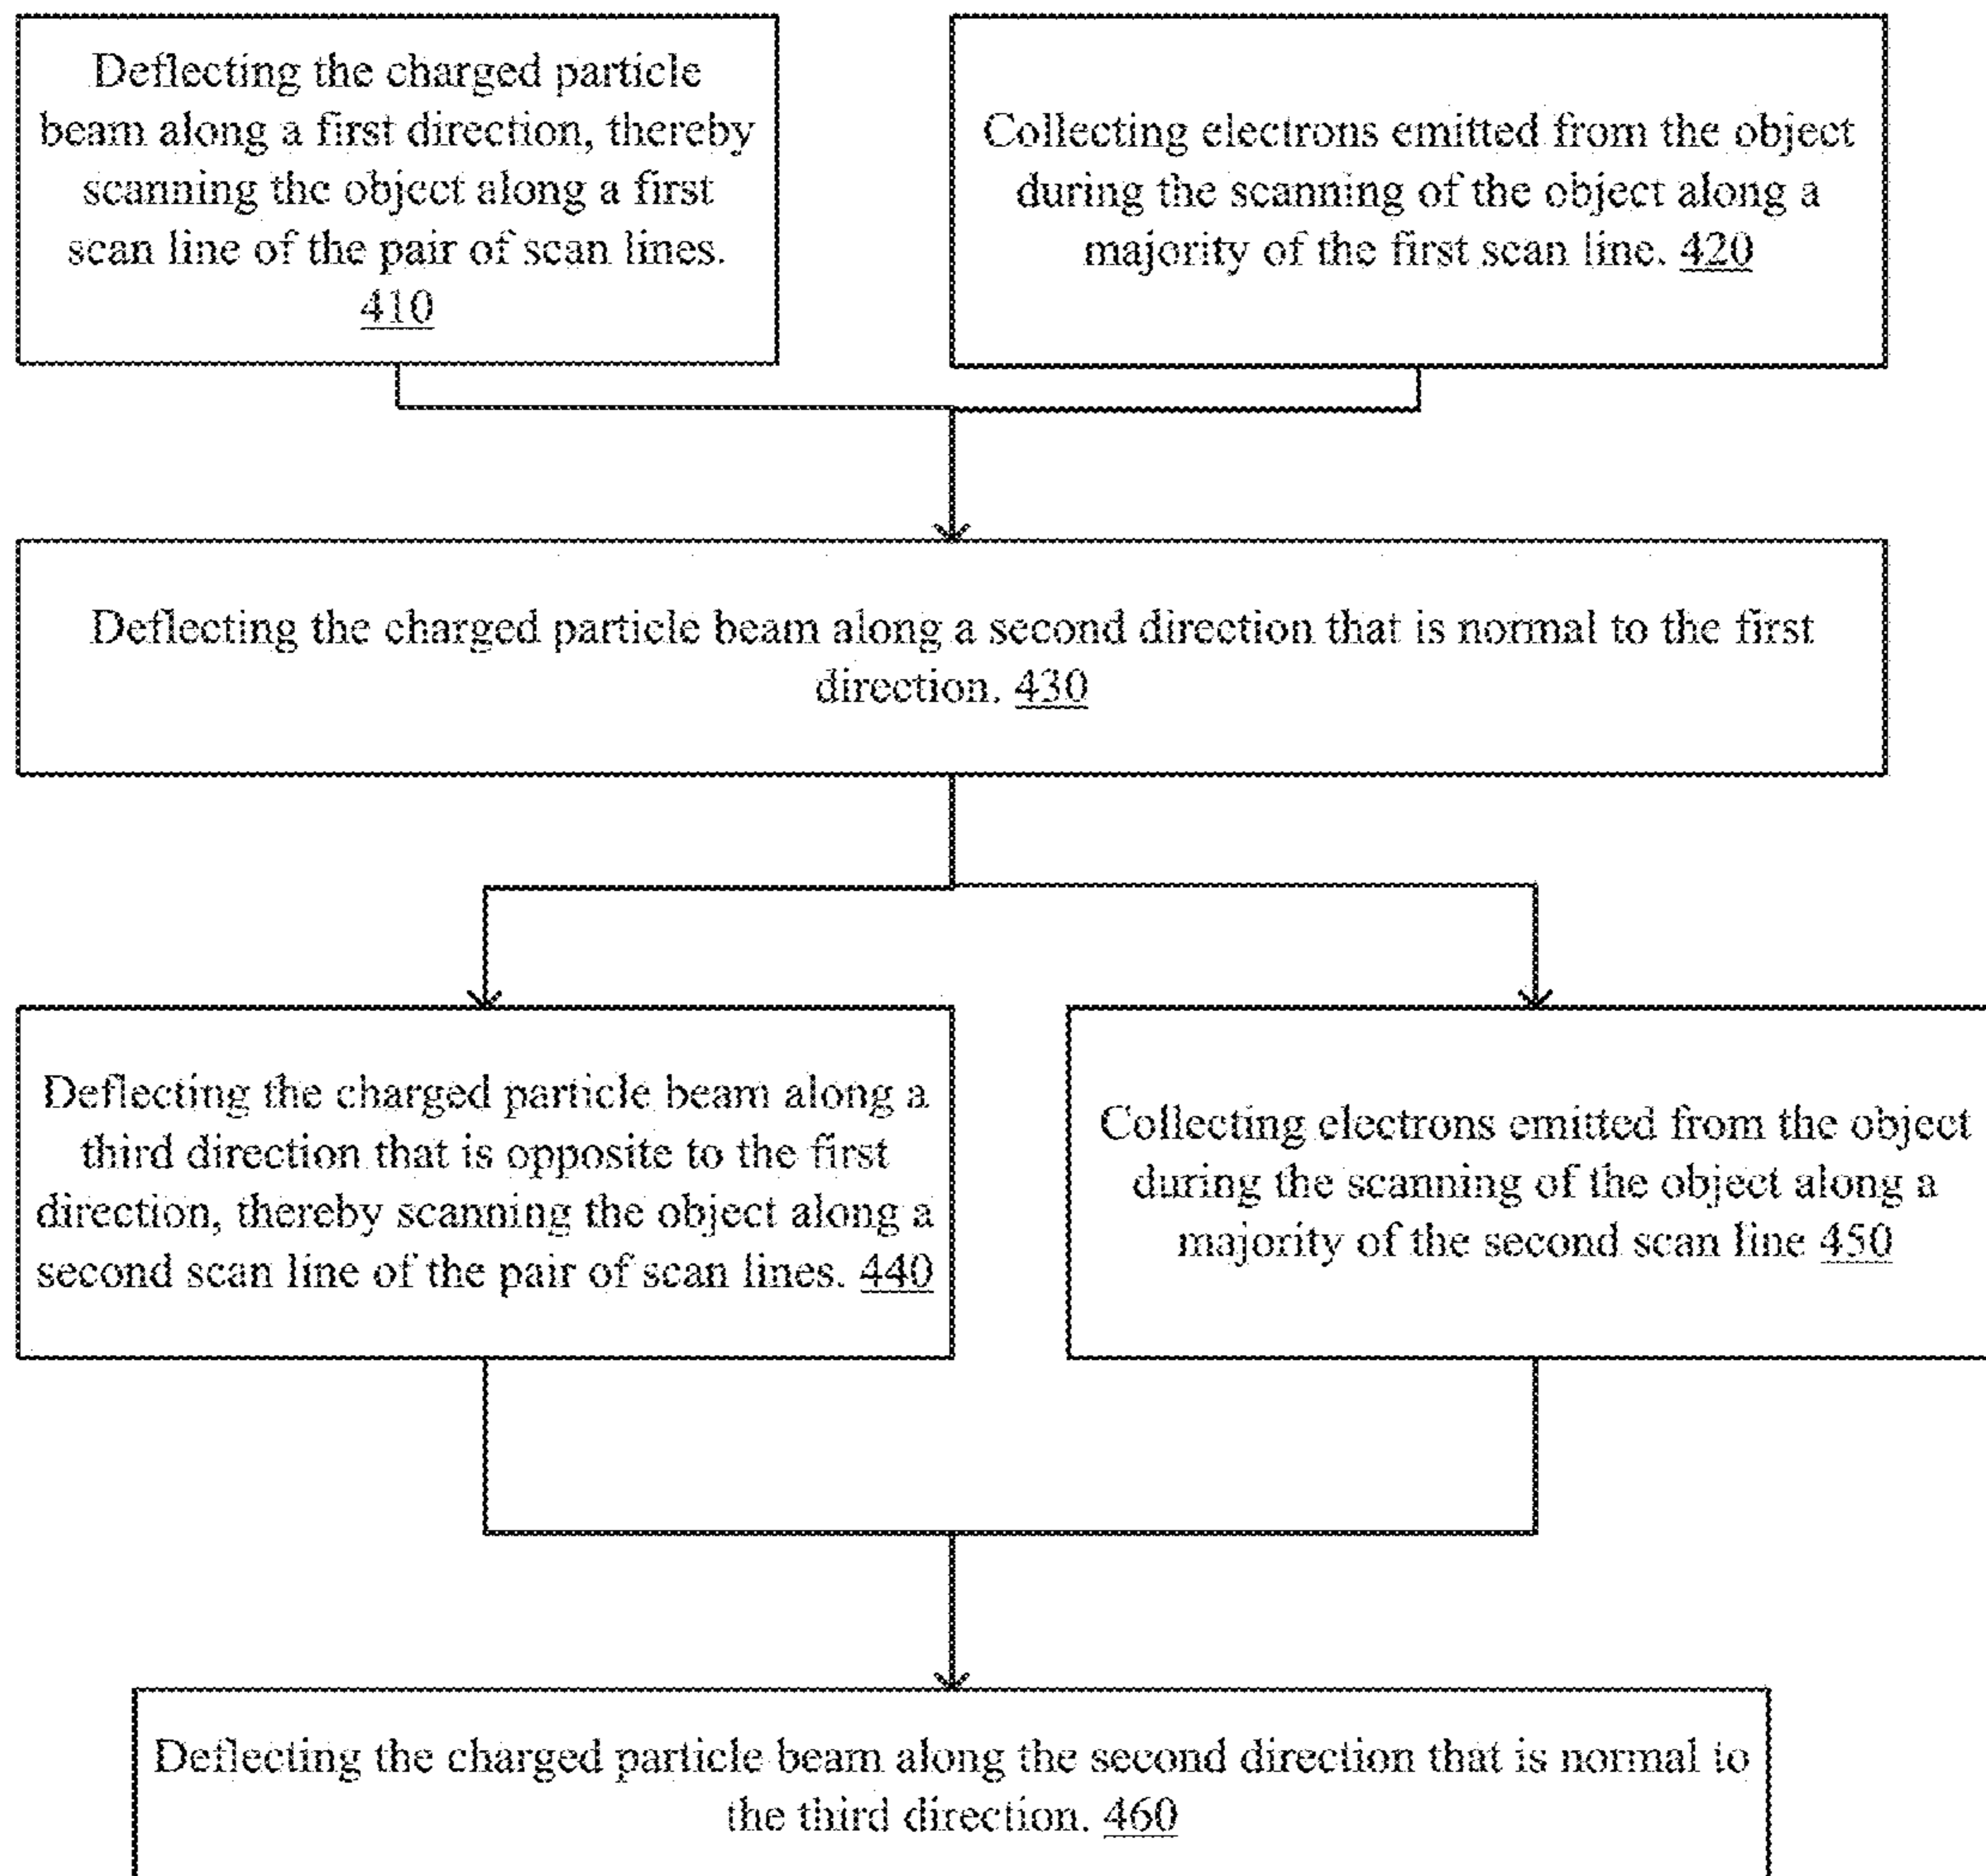 Deflecting the charged particle
beam along a first direction, thereby
scanning the object along a first
scan line of the pair of scan lines.
410
Collecting electrons emitted from the object
during the scanning of the object along a
majority of the first scan line. 420
Deflecting the charged particle beam along a second direction that is normal to the first
direction. 430
Deflecting the charged particle beam along a
third direction that is opposite to the first
direction, thereby scanning the object along a
second scan line of the pair of scan lines. 440
Collecting electrons emitted from the object
during the scanning of the object along a
majority of the second scan line 450
Deflecting the charged particle beam along the second direction that is normal to
the third direction. 460